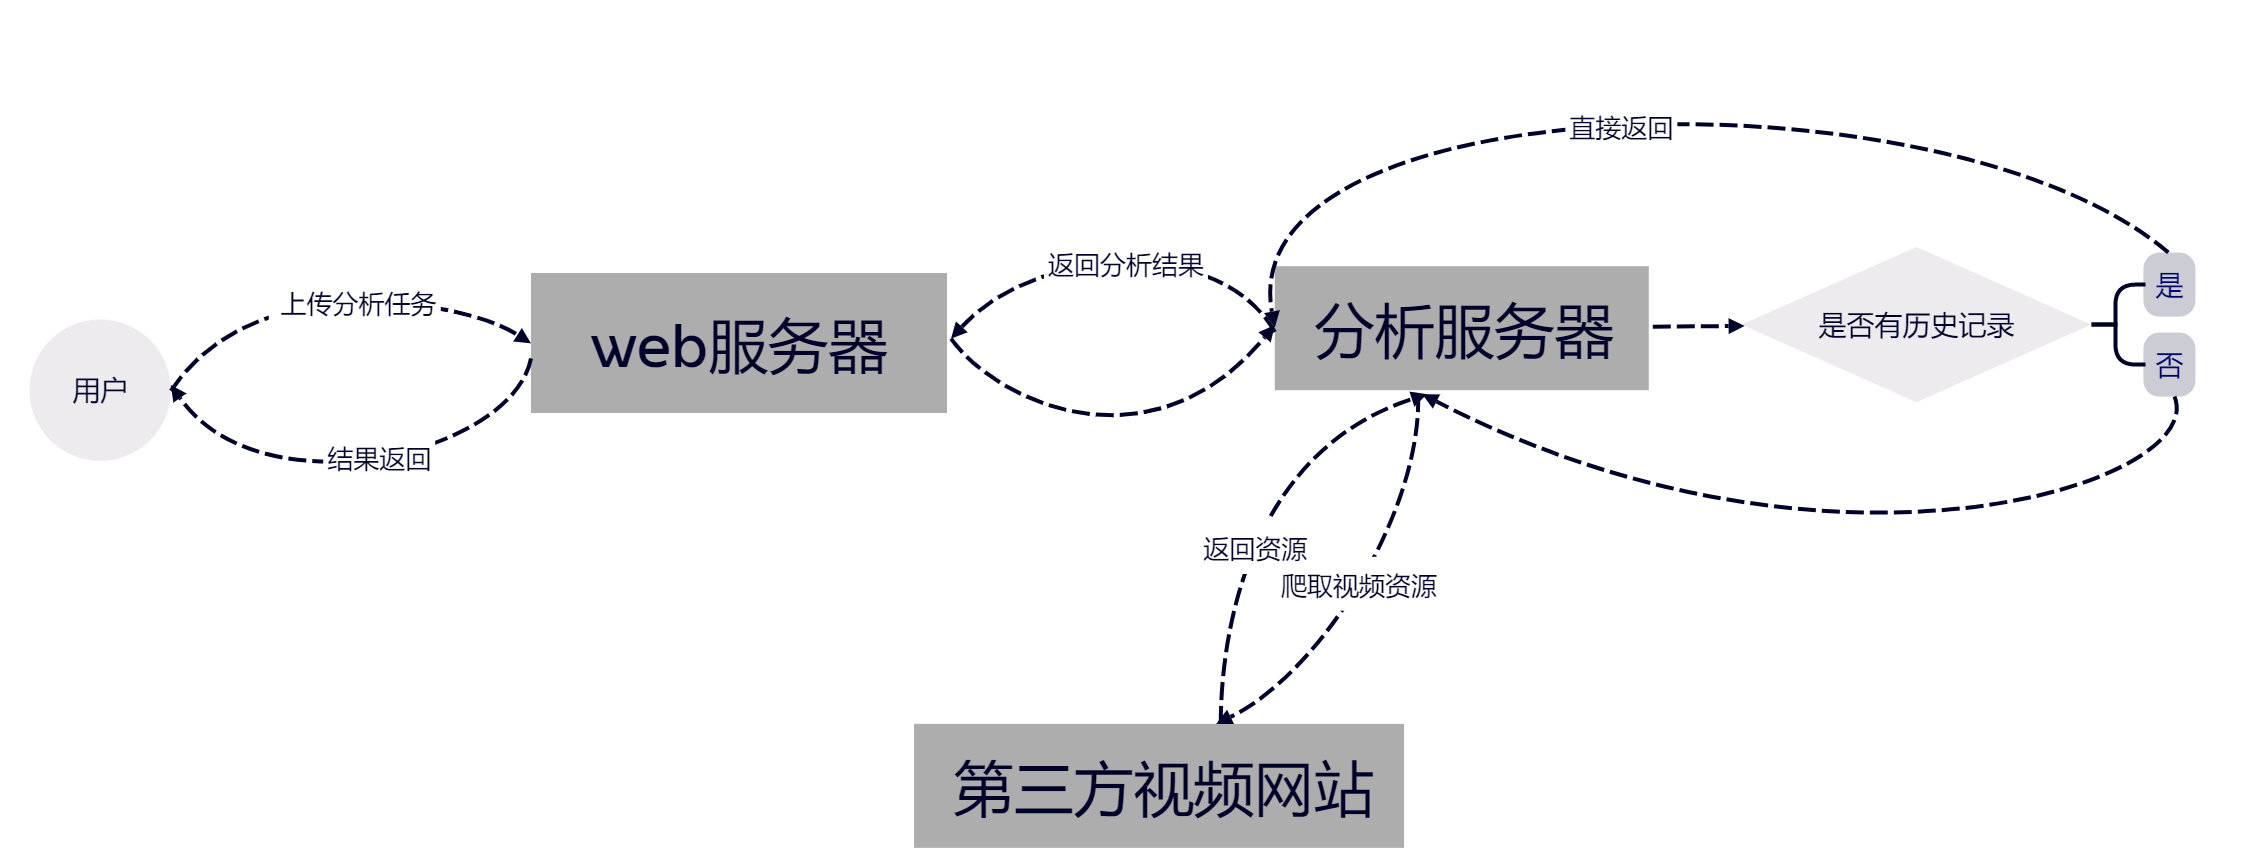 直接返回
返回分析结果
上传分析任务
用户
web服务器
分析服务器
是否有历史记录
是
否
结果返回
返回资源
爬取视频资源
第三方视频网站